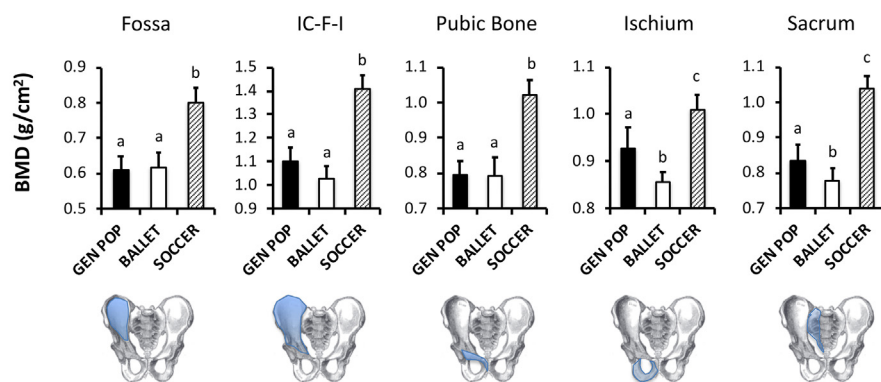 Fossa
IC-F-I
Pubic Bone
Ischium
Sacrum
BMD (g/cm²)
0.9
0.8
0.7
0.6
0.5
a
a
b
GEN POP
BALLET
SOCCER
1.5
1.4
1.3
1.2
1.1
1.0
0.9
a
a
b
GEN POP
BALLET
SOCCER
1.1
1.0
0.9
0.8
0.7
a
a
b
GEN POP
BALLET
SOCCER
1.1
1.0
0.9
0.8
a
b
c
GEN POP
BALLET
SOCCER
1.1
1.0
0.9
0.8
0.7
a
b
c
GEN POP
BALLET
SOCCER